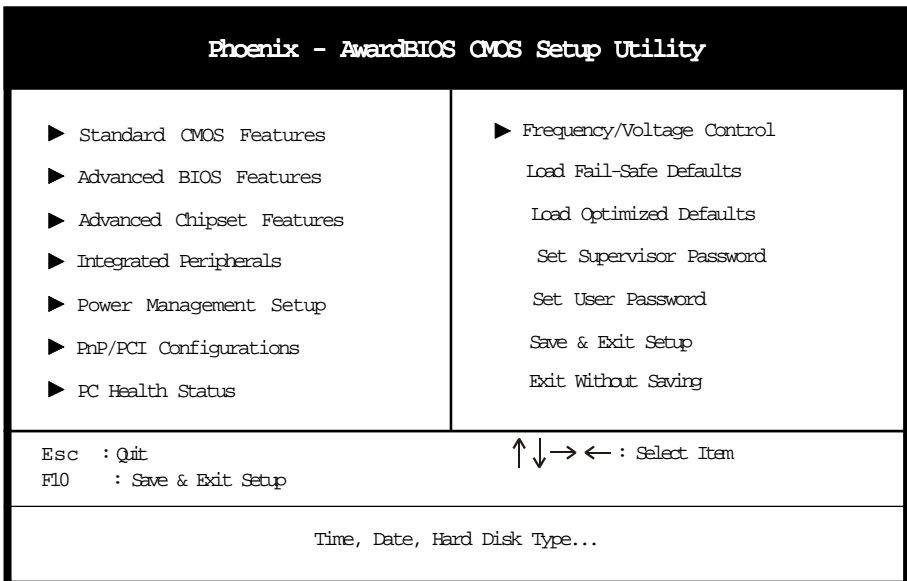 Phoenix - AwardBIOS CMOS Setup Utility
▶ Standard CMOS Features
▶ Advanced BIOS Features
▶ Advanced Chipset Features
▶ Integrated Peripherals
▶ Power Management Setup
▶ PnP/PCI Configurations
▶ PC Health Status
▶ Frequency/Voltage Control
Load Fail-Safe Defaults
Load Optimized Defaults
Set Supervisor Password
Set User Password
Save & Exit Setup
Exit Without Saving
Esc : Quit
↑↓→← : Select Item
F10 : Save & Exit Setup
Time, Date, Hard Disk Type...